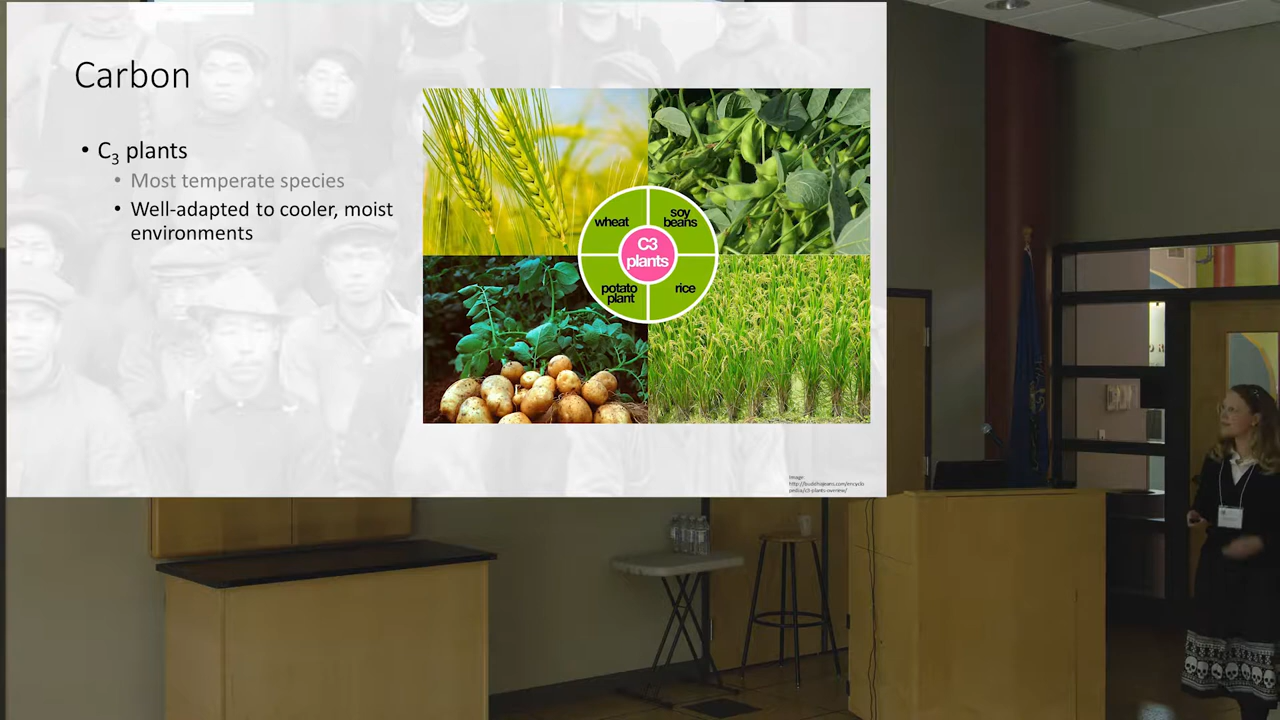 Carbon
• C₃ plants
• Most temperate species
• Well-adapted to cooler, moist
environments
wheat
soy
beans
C3
plants
potato
plant
rice
Image: